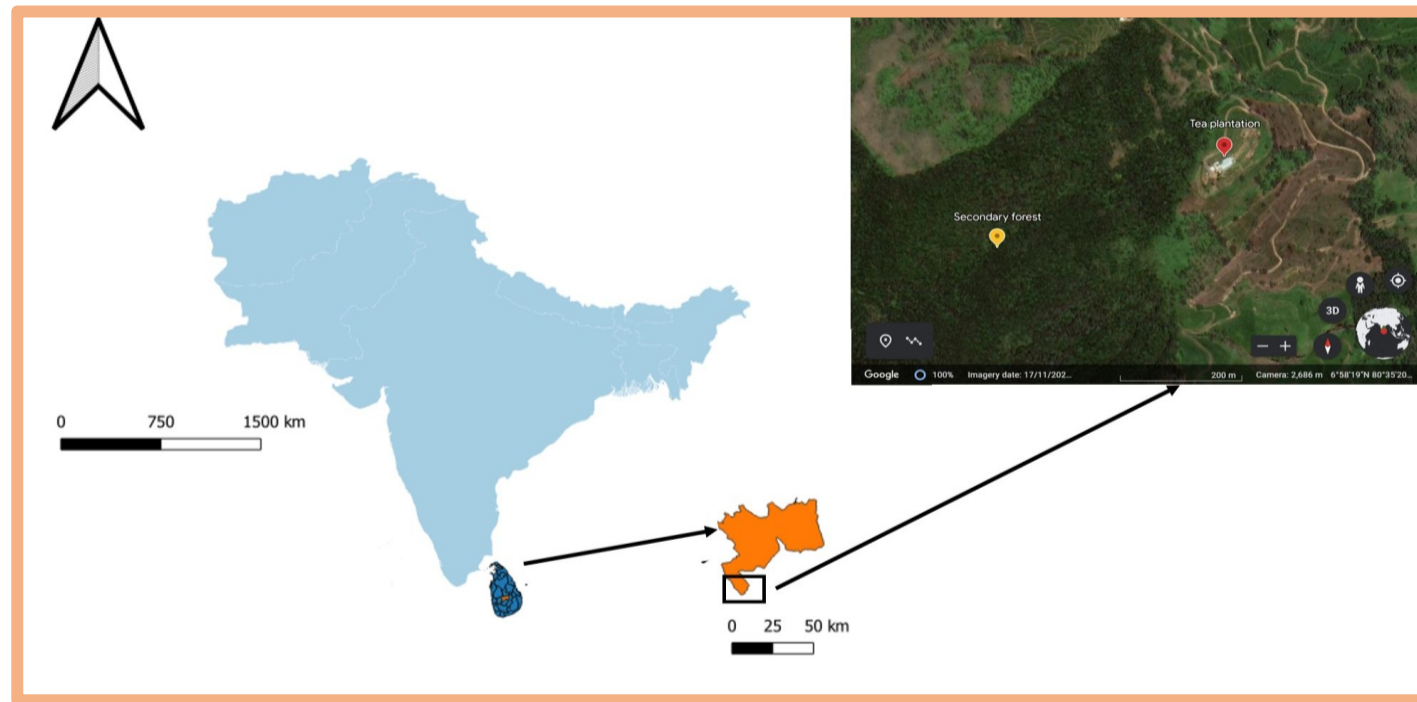 Tea plantation
Secondary forest
3D
Google 100% Imagery date: 17/11/202... 200 m Camera: 2,686 m 6°58'19"N 80°35'20...
0 750 1500 km
0 25 50 km